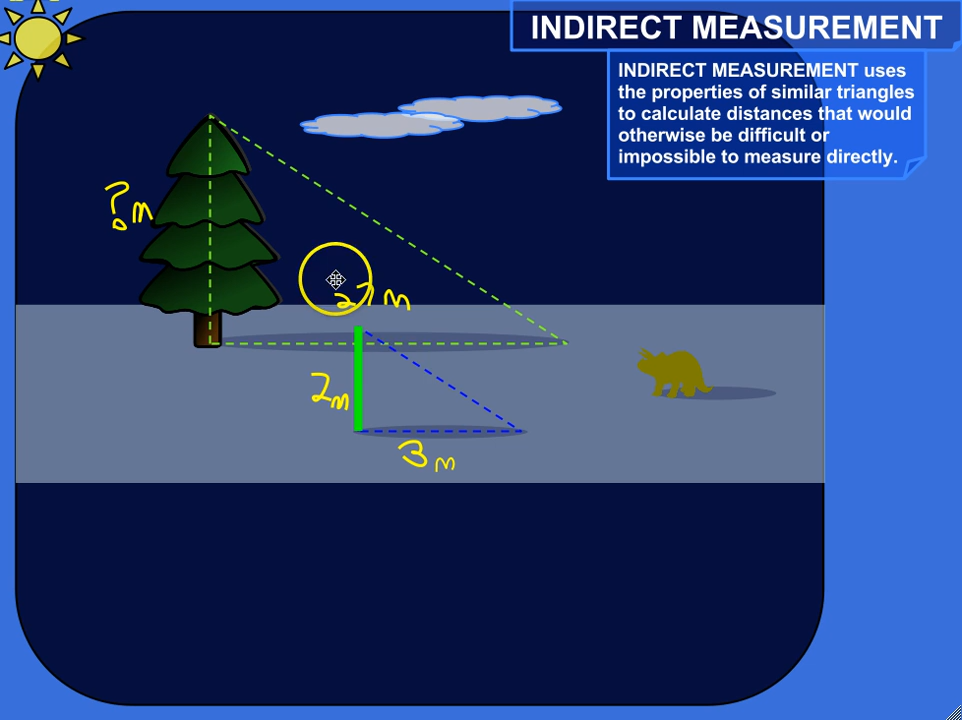 INDIRECT MEASUREMENT
INDIRECT MEASUREMENT uses
the properties of similar triangles
to calculate distances that would
otherwise be difficult or
impossible to measure directly.
?m
27 m
2m
3m